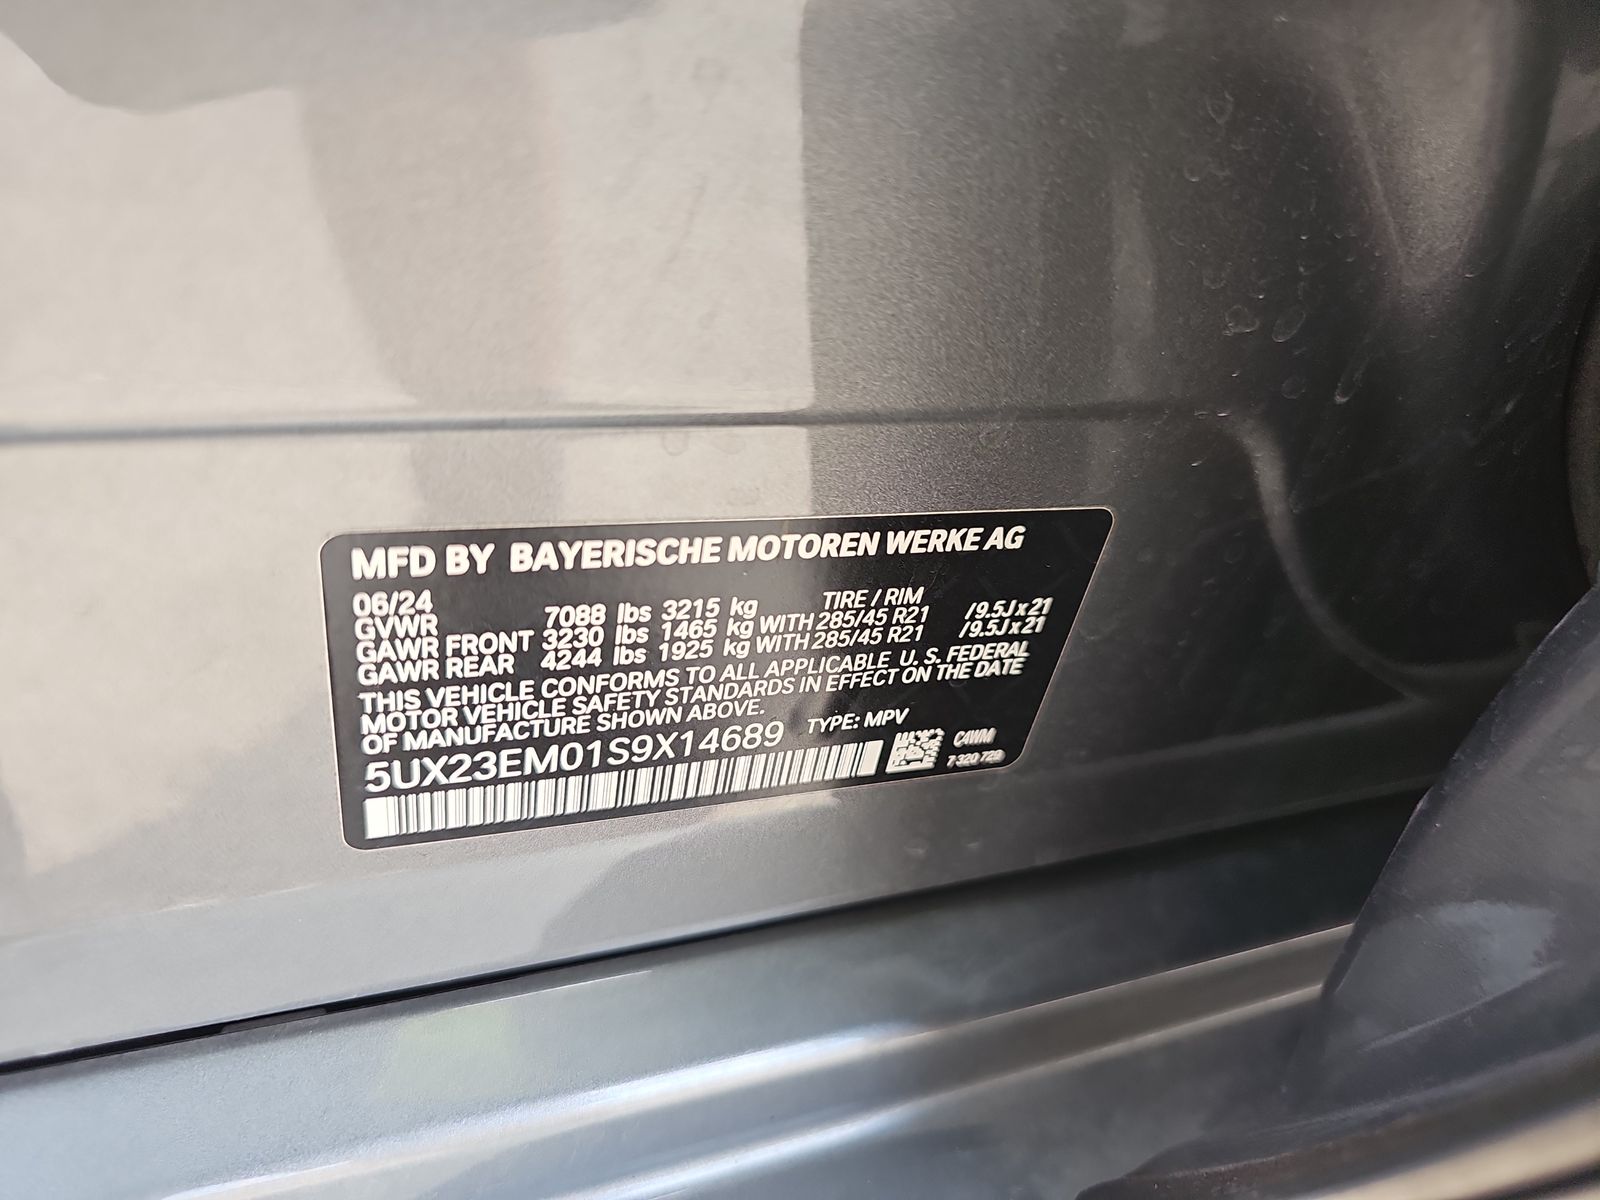 MFD BY BAYERISCHE MOTOREN WERKE AG
06/24 TIRE / RIM
GVWR 7088 lbs 3215 kg
GAWR FRONT 3230 lbs 1465 kg WITH 285/45 R21 /9.5J x 21
GAWR REAR 4244 lbs 1925 kg WITH 285/45 R21 /9.5J x 21
THIS VEHICLE CONFORMS TO ALL APPLICABLE U. S. FEDERAL
MOTOR VEHICLE SAFETY STANDARDS IN EFFECT ON THE DATE
OF MANUFACTURE SHOWN ABOVE.
TYPE: MPV
5UX23EM01S9X14689
C4WM
7 320 729